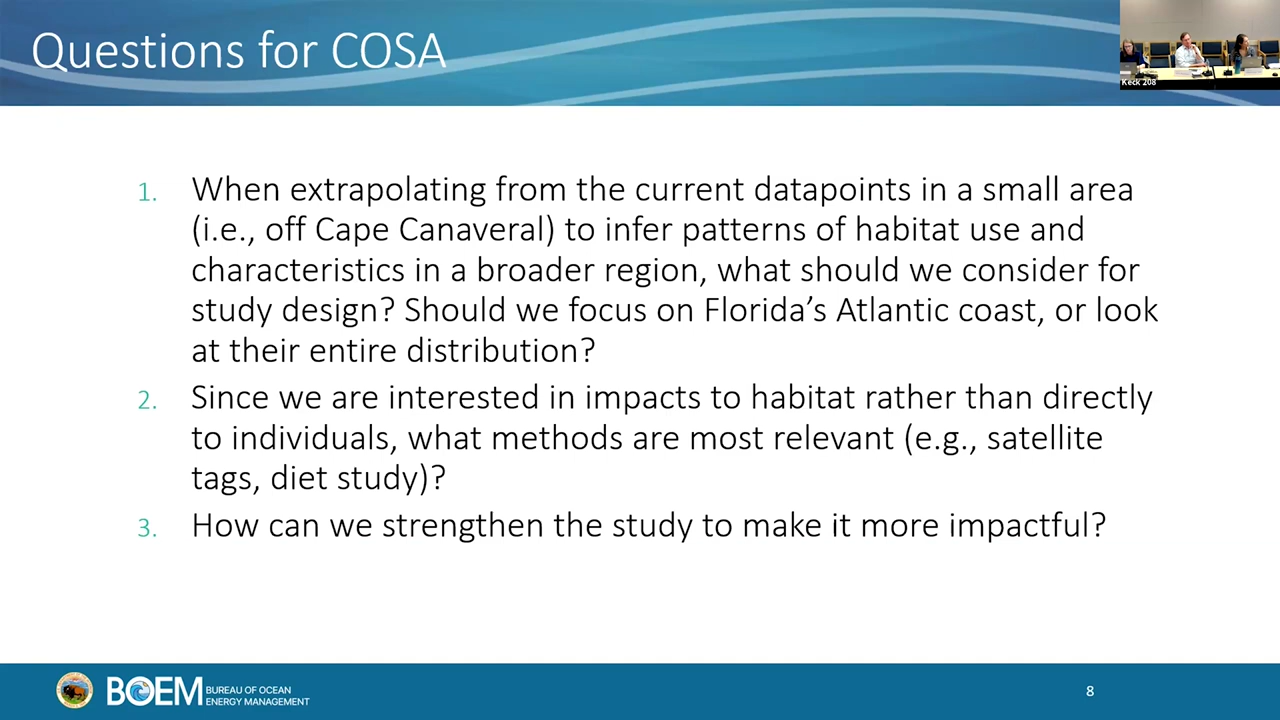 Questions for COSA
Keck 208
1. When extrapolating from the current datapoints in a small area
(i.e., off Cape Canaveral) to infer patterns of habitat use and
characteristics in a broader region, what should we consider for
study design? Should we focus on Florida’s Atlantic coast, or look
at their entire distribution?
2. Since we are interested in impacts to habitat rather than directly
to individuals, what methods are most relevant (e.g., satellite
tags, diet study)?
3. How can we strengthen the study to make it more impactful?
BOEM
BUREAU OF OCEAN
ENERGY MANAGEMENT
8